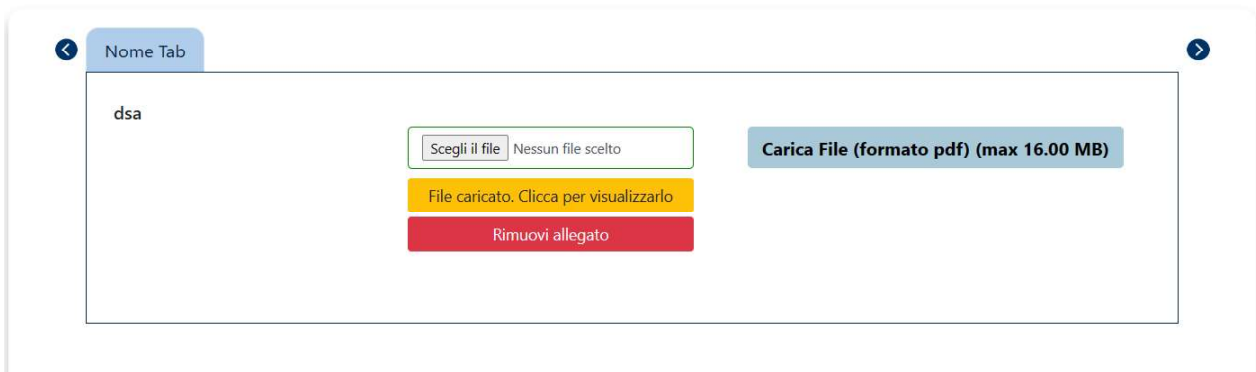 Nome Tab
dsa
Scegli il file Nessun file scelto
Carica File (formato pdf) (max 16.00 MB)
File caricato. Clicca per visualizzarlo
Rimuovi allegato